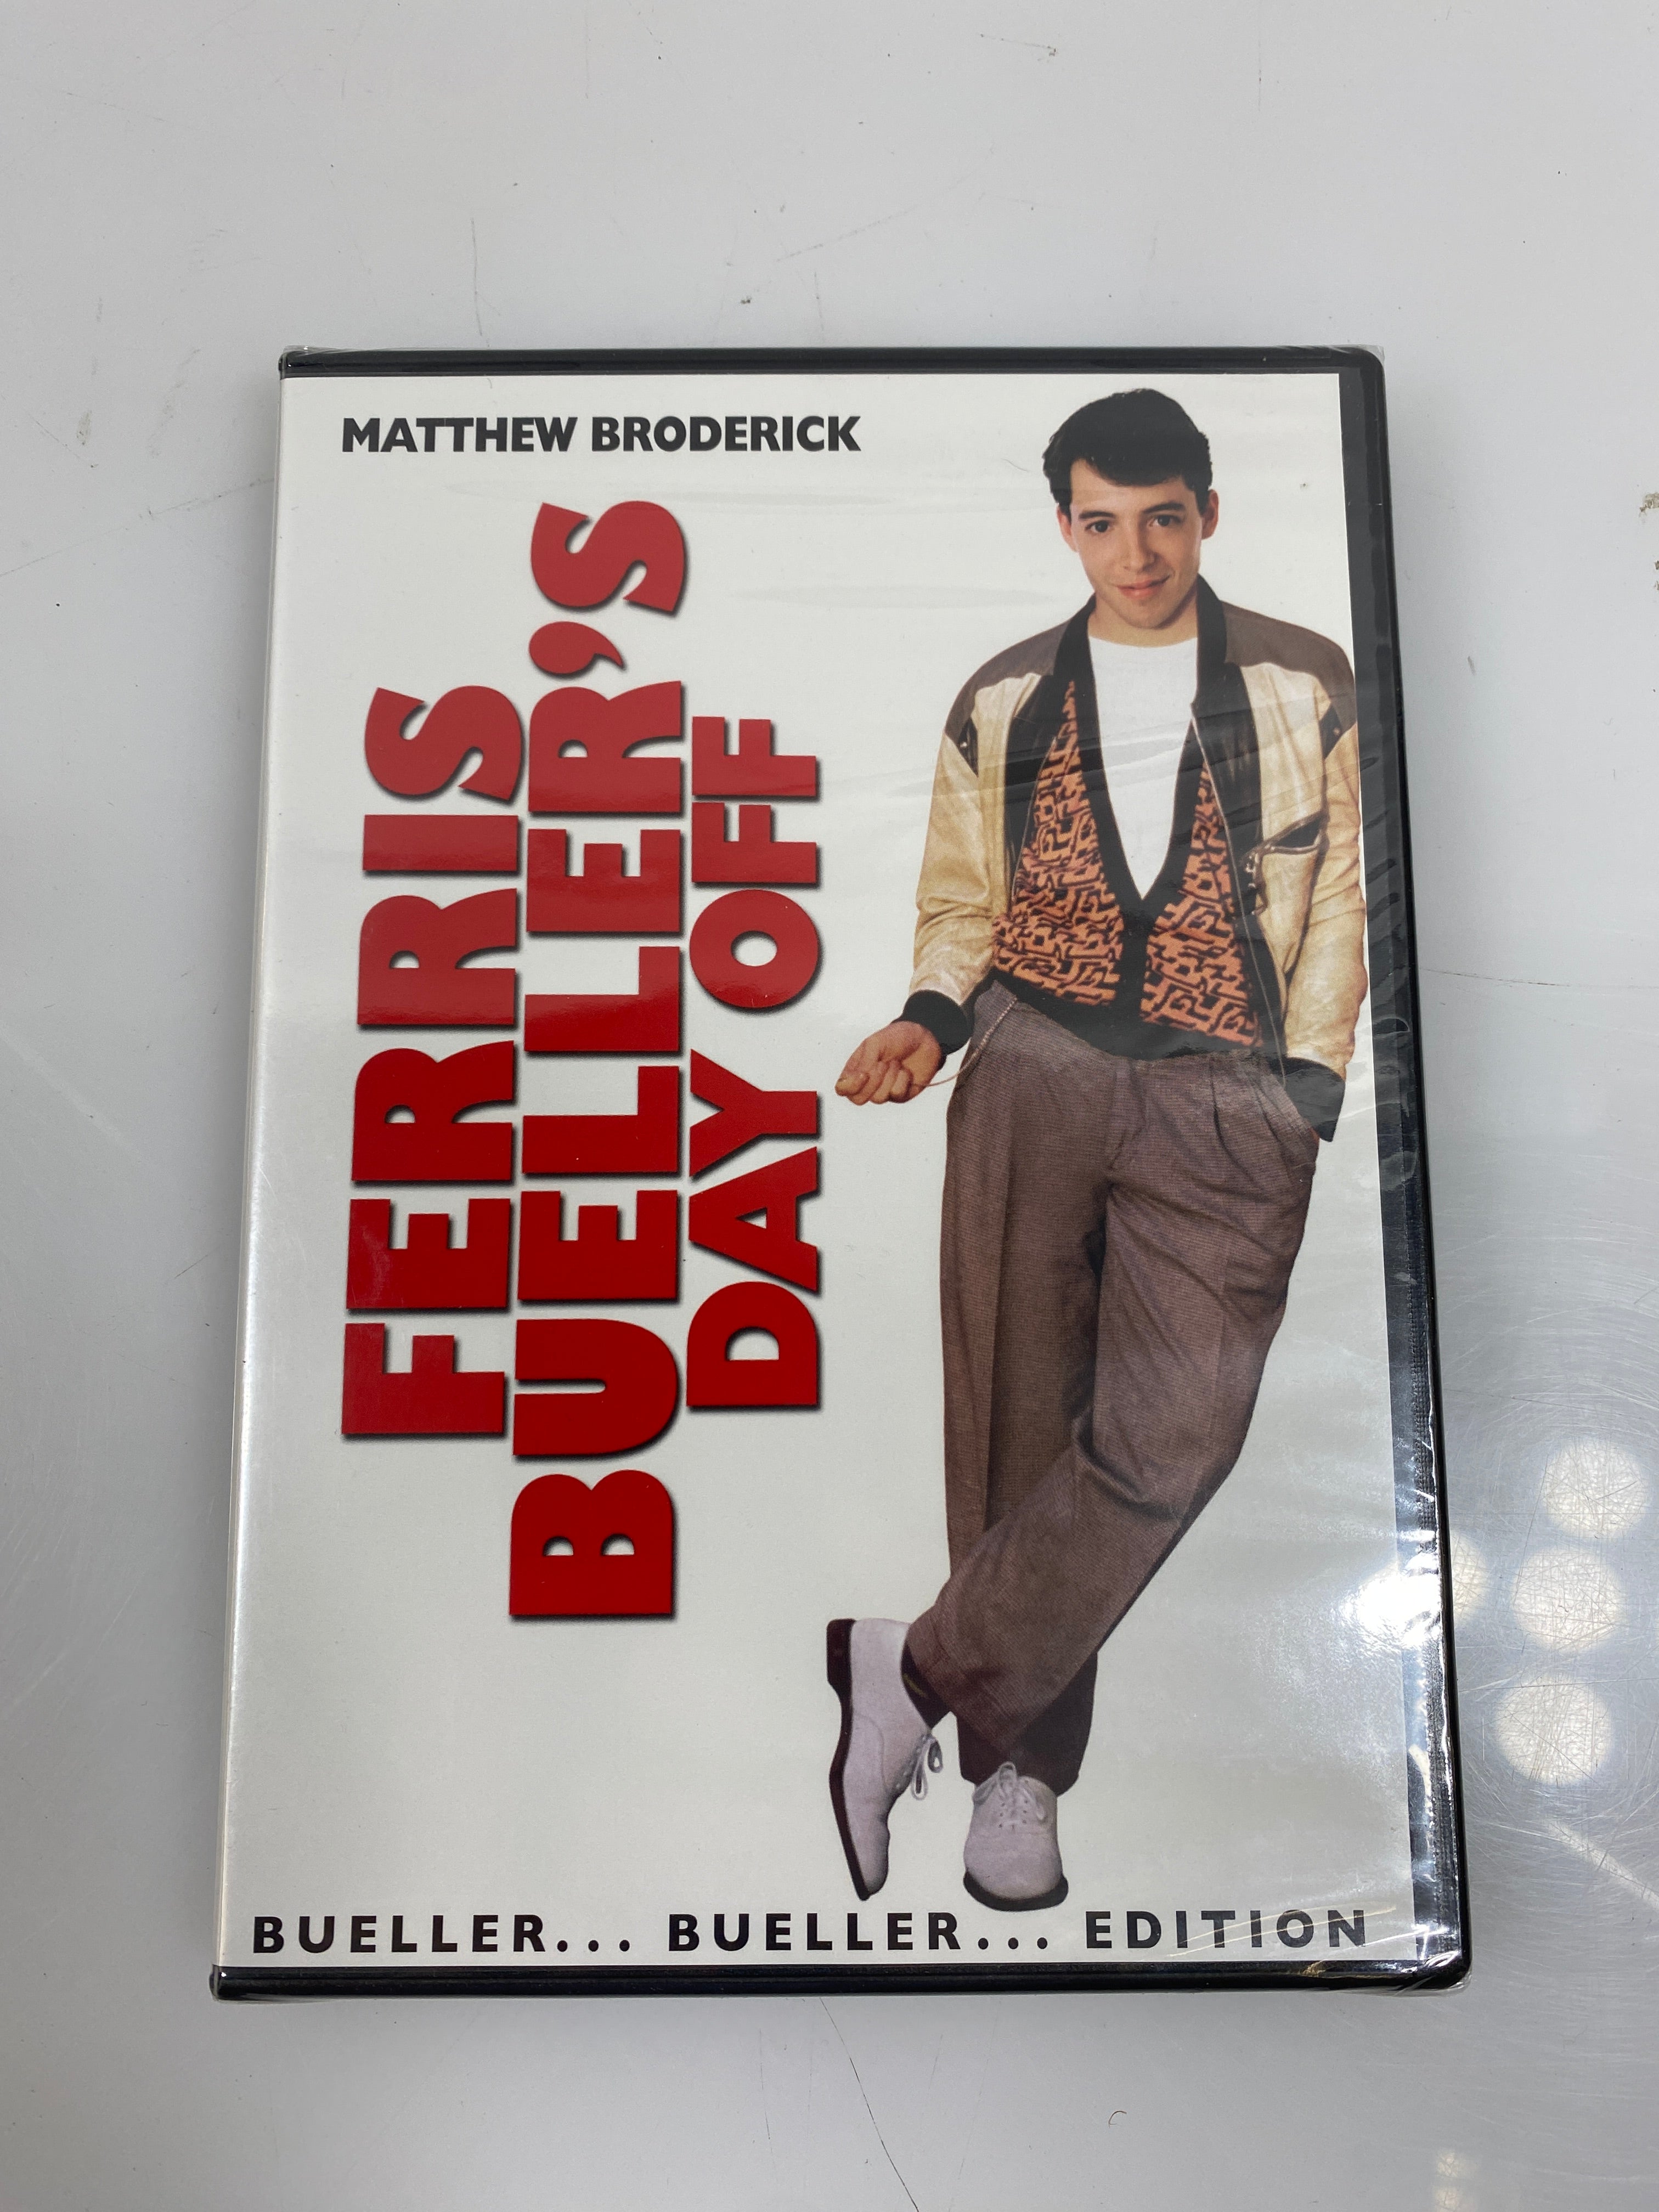 MATTHEW BRODERICK
FERRIS
BUELLER'S
DAY OFF
BUELLER... BUELLER... EDITION